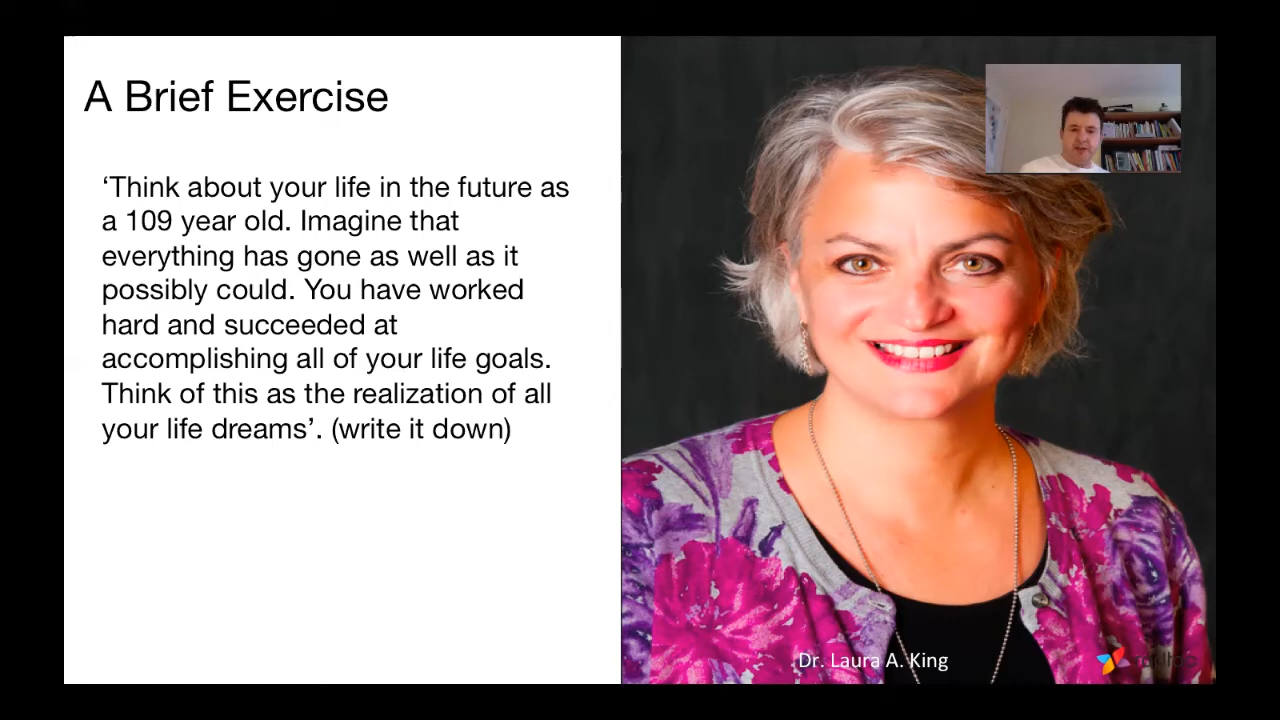 A Brief Exercise
‘Think about your life in the future as
a 109 year old. Imagine that
everything has gone as well as it
possibly could. You have worked
hard and succeeded at
accomplishing all of your life goals.
Think of this as the realization of all
your life dreams’. (write it down)
Dr. Laura A. King